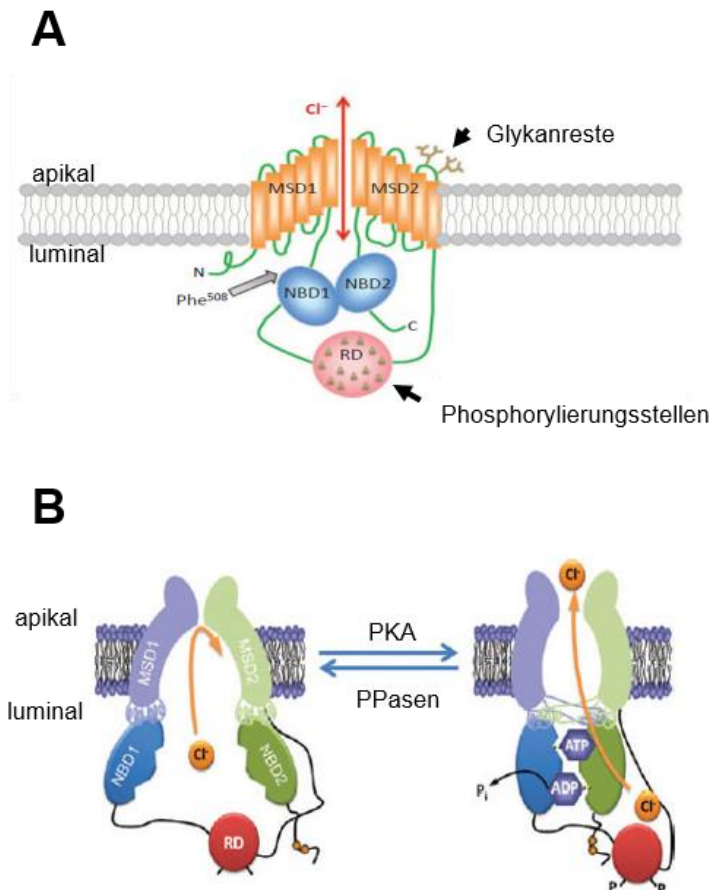 A
Cl⁻
Glykanreste
apikal
MSD1
MSD2
luminal
N
Phe⁵⁰⁸
NBD1
NBD2
C
RD
Phosphorylierungsstellen
B
apikal
Cl⁻
PKA
MSD1
MSD2
PPasen
luminal
NBD1
Cl⁻
NBD2
ATP
ADP
Pᵢ
Cl⁻
RD
P P